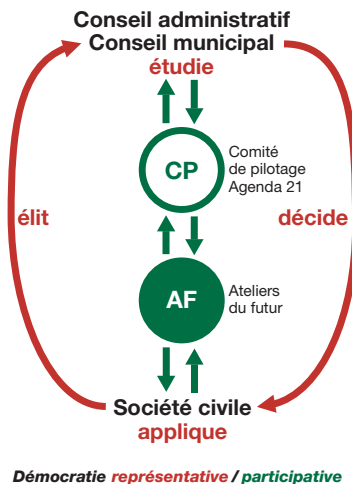 Conseil administratif
Conseil municipal
étudie
CP
Comité
de pilotage
Agenda 21
élit
décide
AF
Ateliers
du futur
Société civile
applique
Démocratie représentative / participative